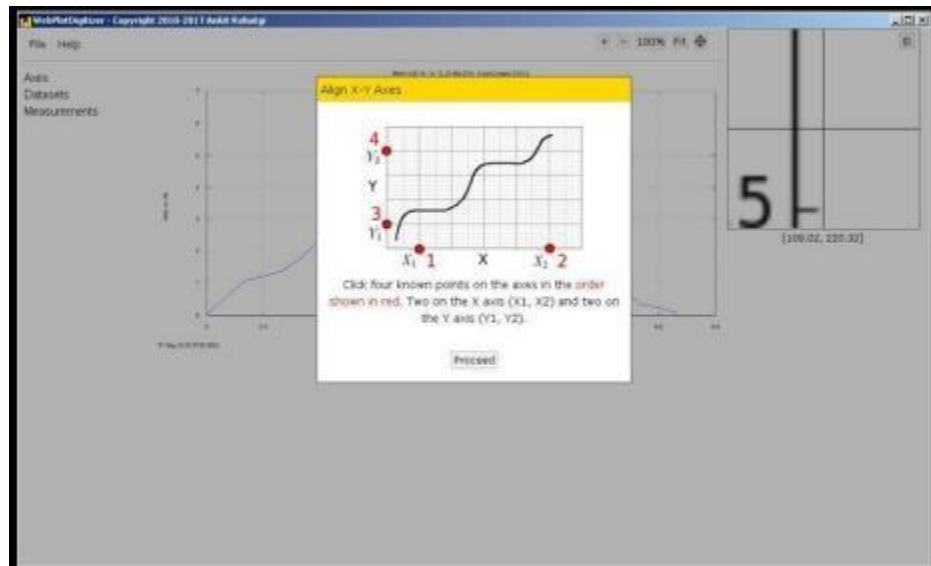 WebPlotDigitizer - Copyright 2010-2017 Ankit Rohatgi
File Help
+ - 100% Fit
Axes
Datasets
Measurements
Align X-Y Axes
4
Y2
Y
3
Y1
X1 1 X X2 2
Click four known points on the axes in the order
shown in red. Two on the X axis (X1, X2) and two on
the Y axis (Y1, Y2).
Proceed
5
[109.02, 220.32]